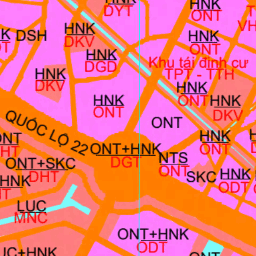 HNK
DYT
HNK
ONT
DSH
HNK
DKV
HNK
DGD
HNK
ONT
Khu tái định cư
TPT - TTH
HNK
DKV
HNK
ONT
HNK
ONT
HNK
DKV
ONT
QUỐC LỘ 22
HNK
ONT
ONT+HNK
DGT
NTS
ONT
ONT+SKC
DHT
SKC
HNK
ODT
HNK
LUC
MNC
ONT+HNK
ODT
UC+HNK